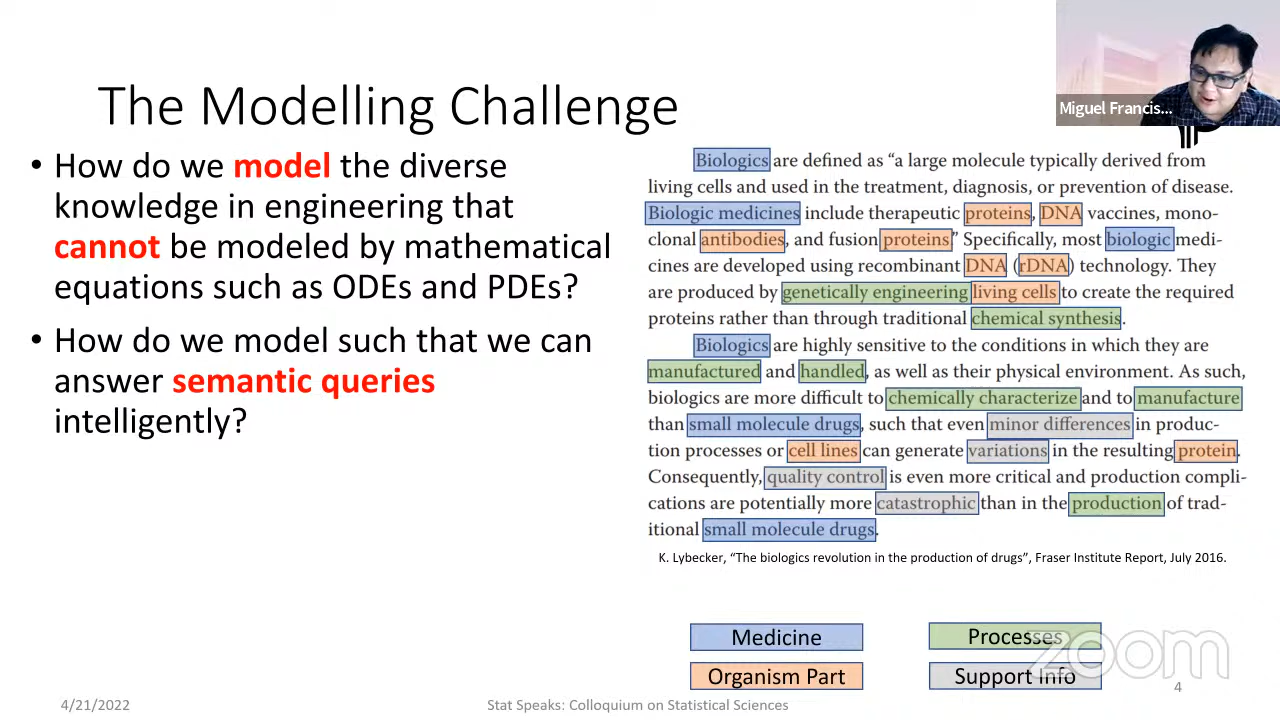 The Modelling Challenge
Miguel Francis...
• How do we model the diverse
knowledge in engineering that
cannot be modeled by mathematical
equations such as ODEs and PDEs?
• How do we model such that we can
answer semantic queries
intelligently?
Biologics are defined as “a large molecule typically derived from
living cells and used in the treatment, diagnosis, or prevention of disease.
Biologic medicines include therapeutic proteins, DNA vaccines, mono-
clonal antibodies, and fusion proteins.” Specifically, most biologic medi-
cines are developed using recombinant DNA (rDNA) technology. They
are produced by genetically engineering living cells to create the required
proteins rather than through traditional chemical synthesis.
Biologics are highly sensitive to the conditions in which they are
manufactured and handled, as well as their physical environment. As such,
biologics are more difficult to chemically characterize and to manufacture
than small molecule drugs, such that even minor differences in produc-
tion processes or cell lines can generate variations in the resulting protein.
Consequently, quality control is even more critical and production compli-
cations are potentially more catastrophic than in the production of trad-
itional small molecule drugs.
K. Lybecker, “The biologics revolution in the production of drugs”, Fraser Institute Report, July 2016.
Medicine
Processes
Organism Part
Support Info
zoom
4/21/2022
Stat Speaks: Colloquium on Statistical Sciences
4